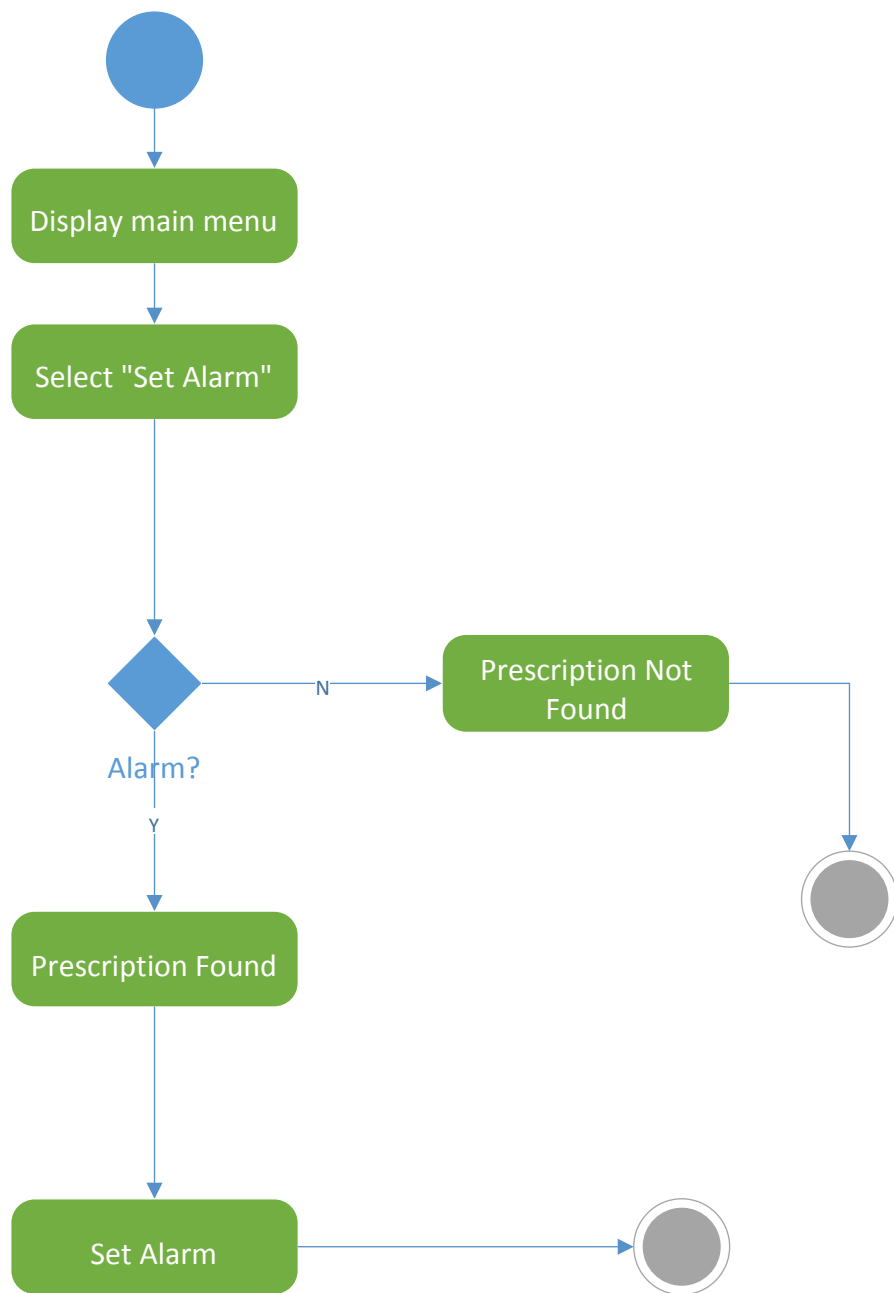 Display main menu
Select "Set Alarm"
N
Prescription Not
Found
Alarm?
Y
Prescription Found
Set Alarm